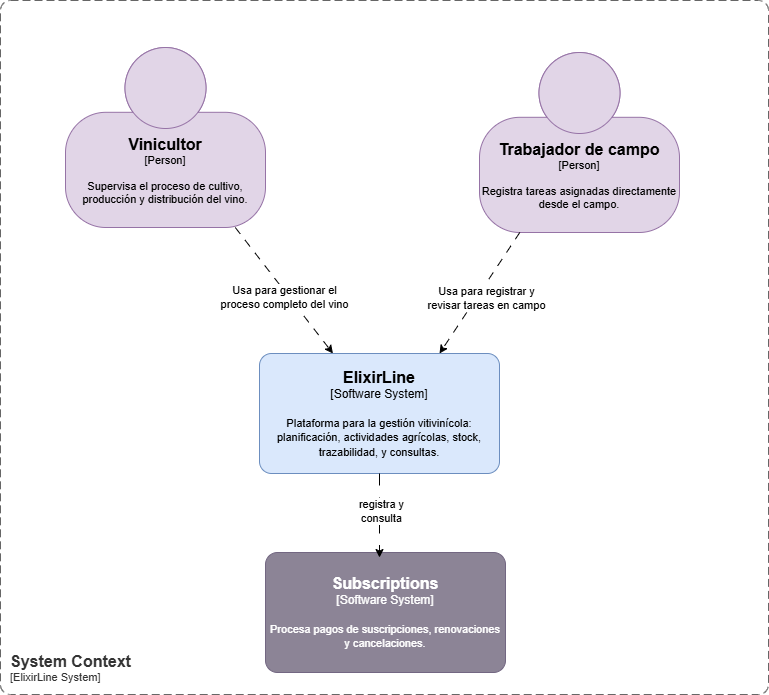 Vinicultor
[Person]
Supervisa el proceso de cultivo,
producción y distribución del vino.
Trabajador de campo
[Person]
Registra tareas asignadas directamente
desde el campo.
Usa para gestionar el
proceso completo del vino
Usa para registrar y
revisar tareas en campo
ElixirLine
[Software System]
Plataforma para la gestión vitivinícola:
planificación, actividades agrícolas, stock,
trazabilidad, y consultas.
registra y
consulta
Subscriptions
[Software System]
Procesa pagos de suscripciones, renovaciones
y cancelaciones.
System Context
[ElixirLine System]